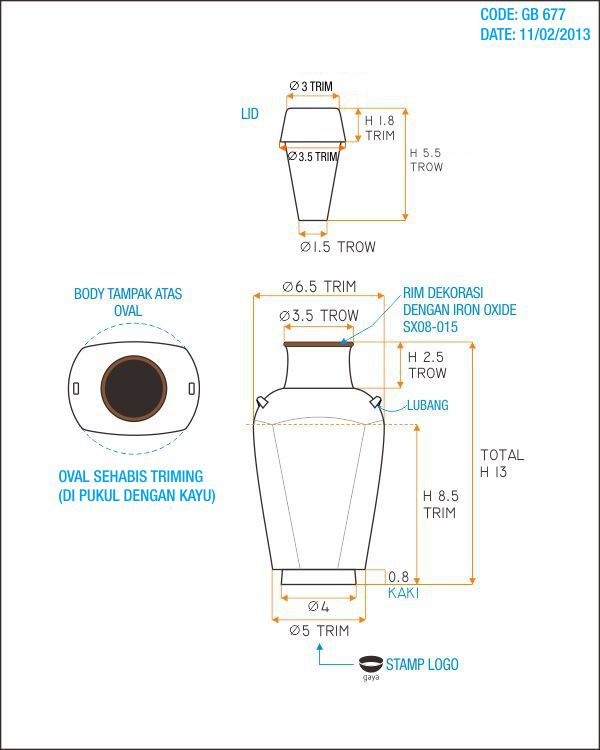 CODE: GB 677
DATE: 11/02/2013
Ø 3 TRIM
LID
H 1.8
TRIM
H 5.5
TROW
Ø 3.5 TRIM
Ø1.5 TROW
Ø6.5 TRIM
BODY TAMPAK ATAS
OVAL
RIM DEKORASI
DENGAN IRON OXIDE
SX08-015
Ø3.5 TROW
H 2.5
TROW
LUBANG
TOTAL
H 13
OVAL SEHABIS TRIMING
(DI PUKUL DENGAN KAYU)
H 8.5
TRIM
0.8
KAKI
Ø4
Ø5 TRIM
STAMP LOGO
gaya